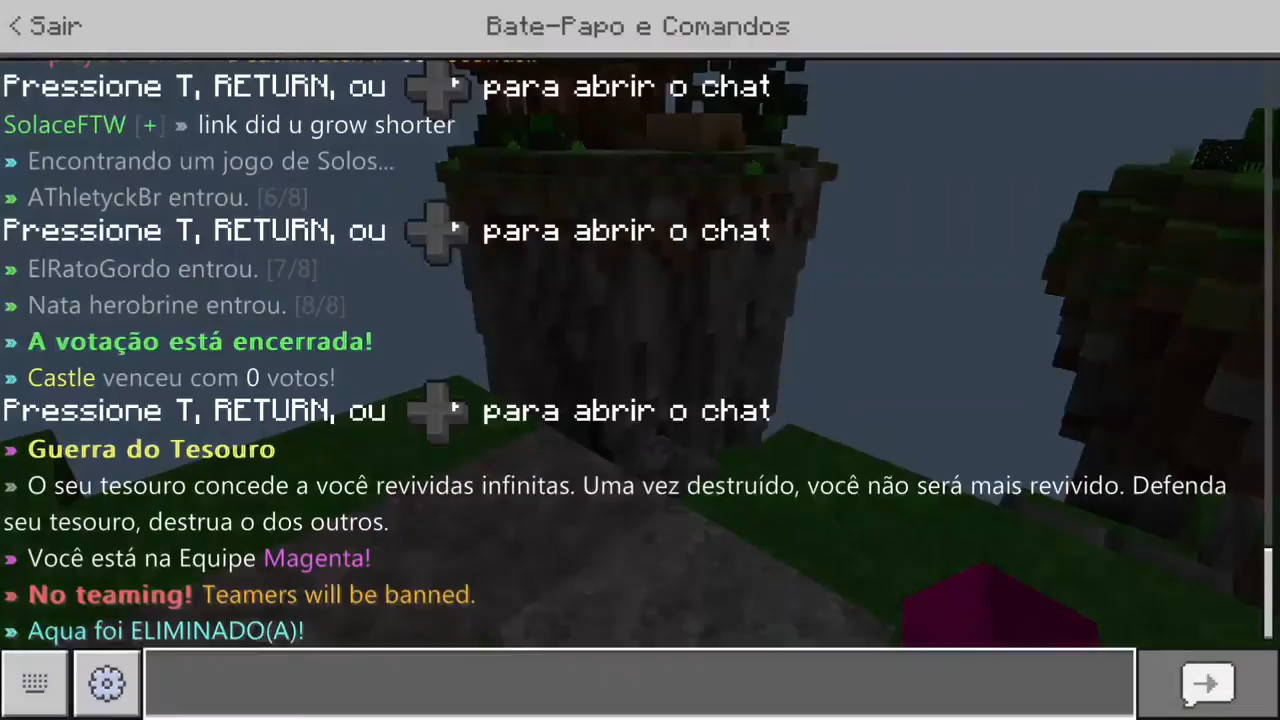 Sair
Bate-Papo e Comandos
Pressione T, RETURN, ou para abrir o chat
SolaceFTW [+] » link did u grow shorter
» Encontrando um jogo de Solos...
» AThletyckBr entrou. [6/8]
Pressione T, RETURN, ou para abrir o chat
» ElRatoGordo entrou. [7/8]
» Nata herobrine entrou. [8/8]
» A votação está encerrada!
» Castle venceu com 0 votos!
Pressione T, RETURN, ou para abrir o chat
» Guerra do Tesouro
» O seu tesouro concede a você revividas infinitas. Uma vez destruído, você não será mais revivido. Defenda
seu tesouro, destrua o dos outros.
» Você está na Equipe Magenta!
» No teaming! Teamers will be banned.
» Aqua foi ELIMINADO(A)!